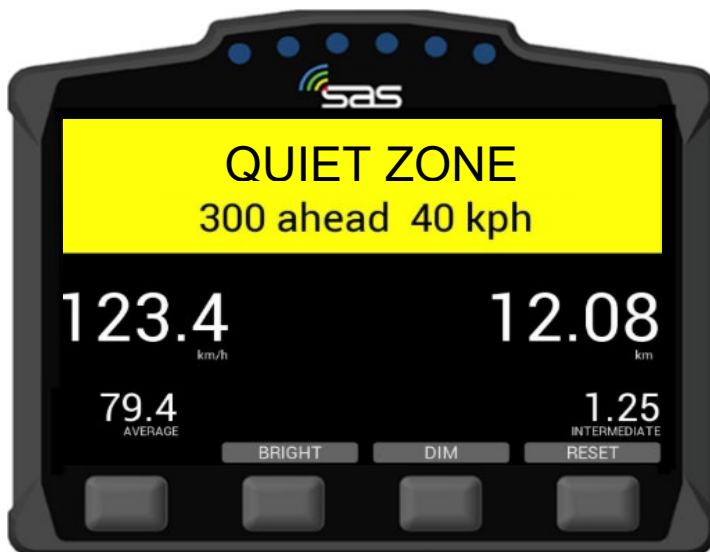 sas
QUIET ZONE
300 ahead 40 kph
123.4 12.08
km/h km
79.4 1.25
AVERAGE INTERMEDIATE
BRIGHT DIM RESET